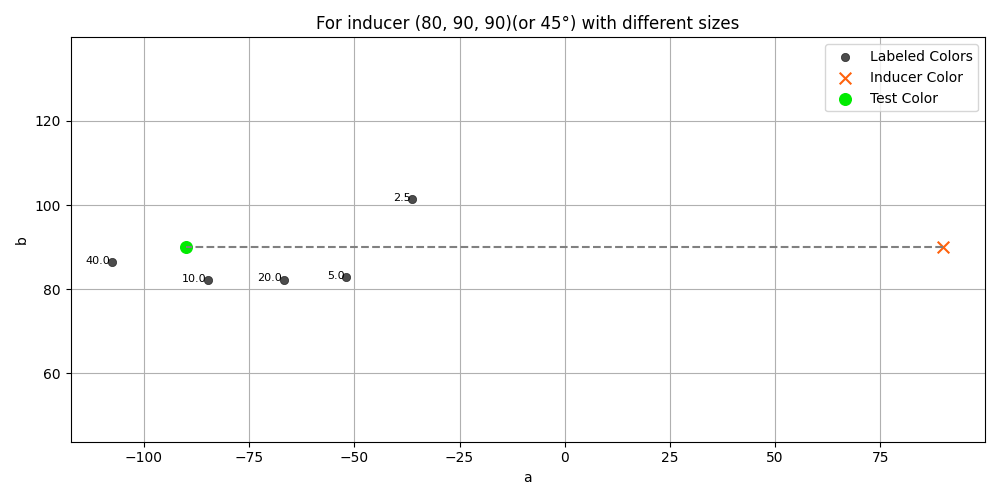 For inducer (80, 90, 90)(or 45°) with different sizes
Labeled Colors
Inducer Color
Test Color
120
100
80
60
b
2.5
40.0
10.0
20.0
5.0
−100
−75
−50
−25
0
25
50
75
a